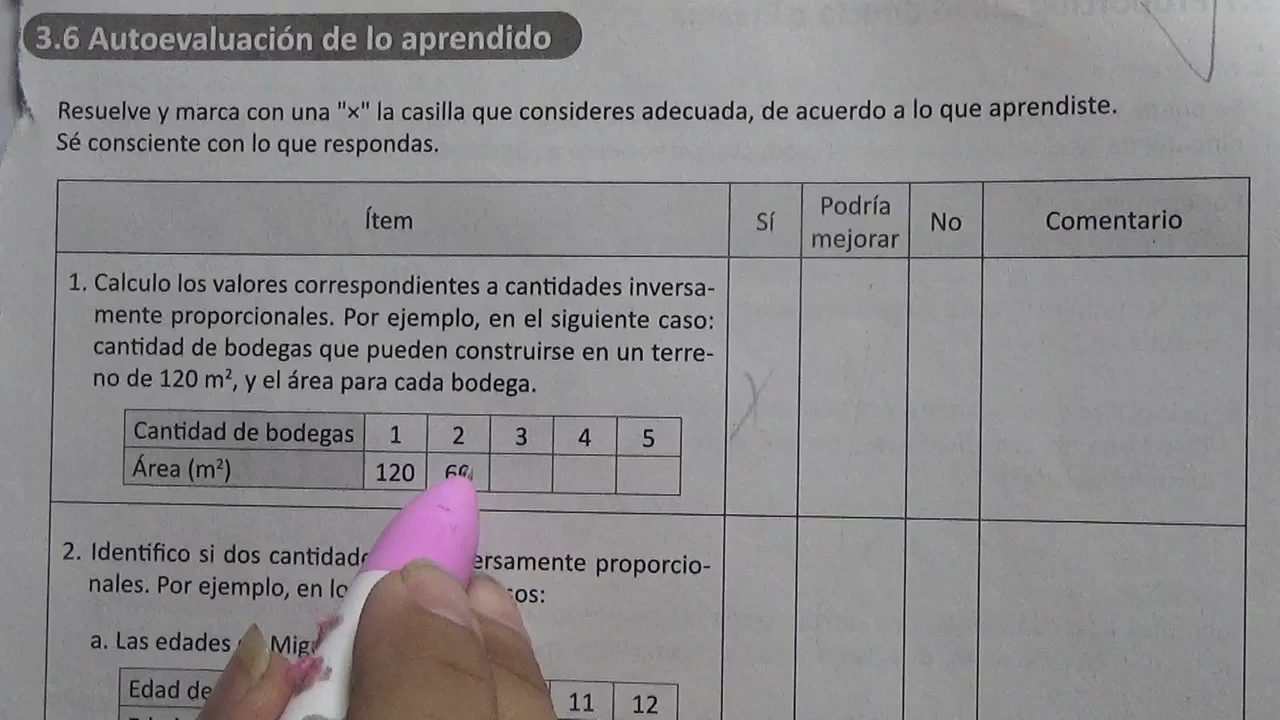 3.6 Autoevaluación de lo aprendido
Resuelve y marca con una "×" la casilla que consideres adecuada, de acuerdo a lo que aprendiste.
Sé consciente con lo que respondas.
Ítem Sí Podría mejorar No Comentario
1. Calculo los valores correspondientes a cantidades inversa-
mente proporcionales. Por ejemplo, en el siguiente caso:
cantidad de bodegas que pueden construirse en un terre-
no de 120 m², y el área para cada bodega.
Cantidad de bodegas 1 2 3 4 5
Área (m²) 120 60
2. Identifico si dos
nales. Por ejemplo, en
proporcio-
a. Las edades
Edad de 11 12